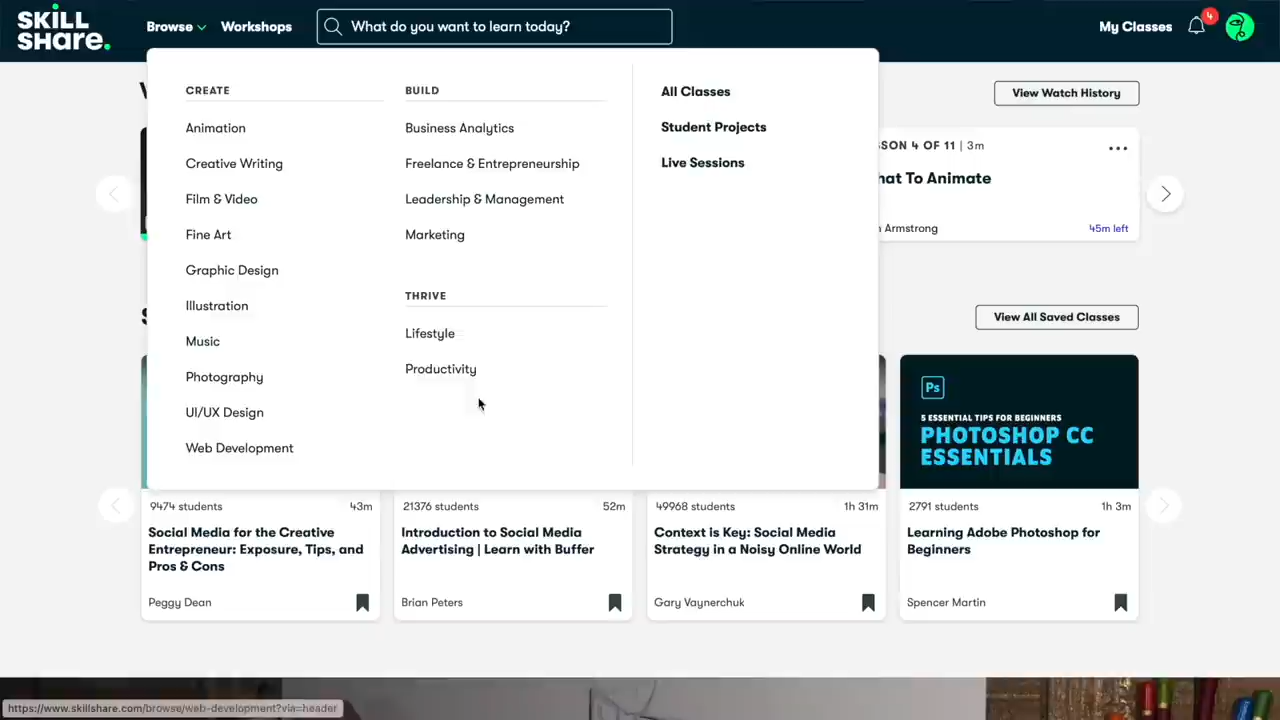 SKILL
SHARE.
Browse
Workshops
What do you want to learn today?
My Classes
4
CREATE
Animation
Creative Writing
Film & Video
Fine Art
Graphic Design
Illustration
Music
Photography
UI/UX Design
Web Development
BUILD
Business Analytics
Freelance & Entrepreneurship
Leadership & Management
Marketing
THRIVE
Lifestyle
Productivity
All Classes
Student Projects
Live Sessions
View Watch History
4 OF 11 | 3m
To Animate
Armstrong
45m left
View All Saved Classes
Ps
5 ESSENTIAL TIPS FOR BEGINNERS
PHOTOSHOP CC
ESSENTIALS
9474 students 43m
Social Media for the Creative
Entrepreneur: Exposure, Tips, and
Pros & Cons
Peggy Dean
21376 students 52m
Introduction to Social Media
Advertising | Learn with Buffer
Brian Peters
49968 students 1h 31m
Context is Key: Social Media
Strategy in a Noisy Online World
Gary Vaynerchuk
2791 students 1h 3m
Learning Adobe Photoshop for
Beginners
Spencer Martin
https://www.skillshare.com/browse/web-development?via=header